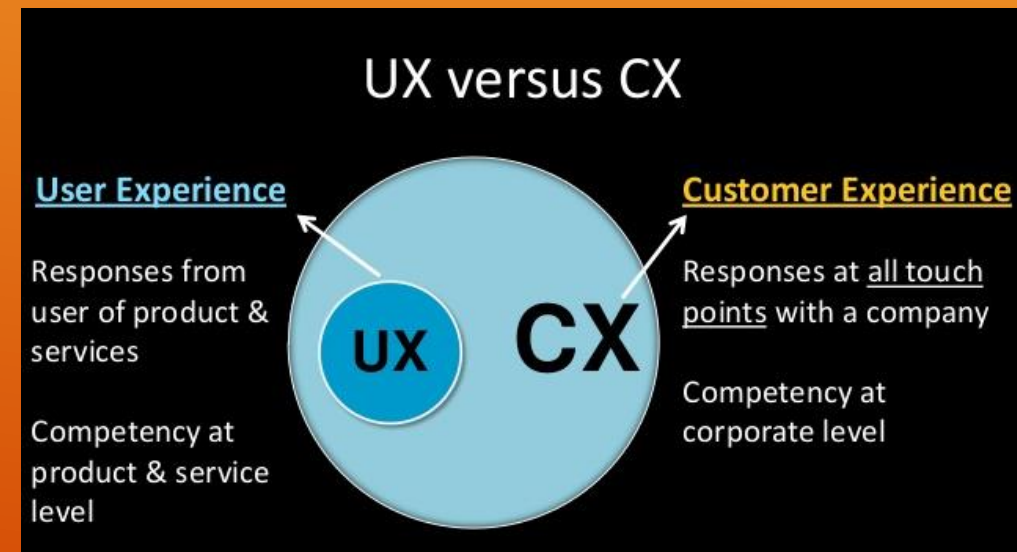 UX versus CX
User Experience
Responses from
user of product &
services
Competency at
product & service
level
UX
CX
Customer Experience
Responses at all touch
points with a company
Competency at
corporate level